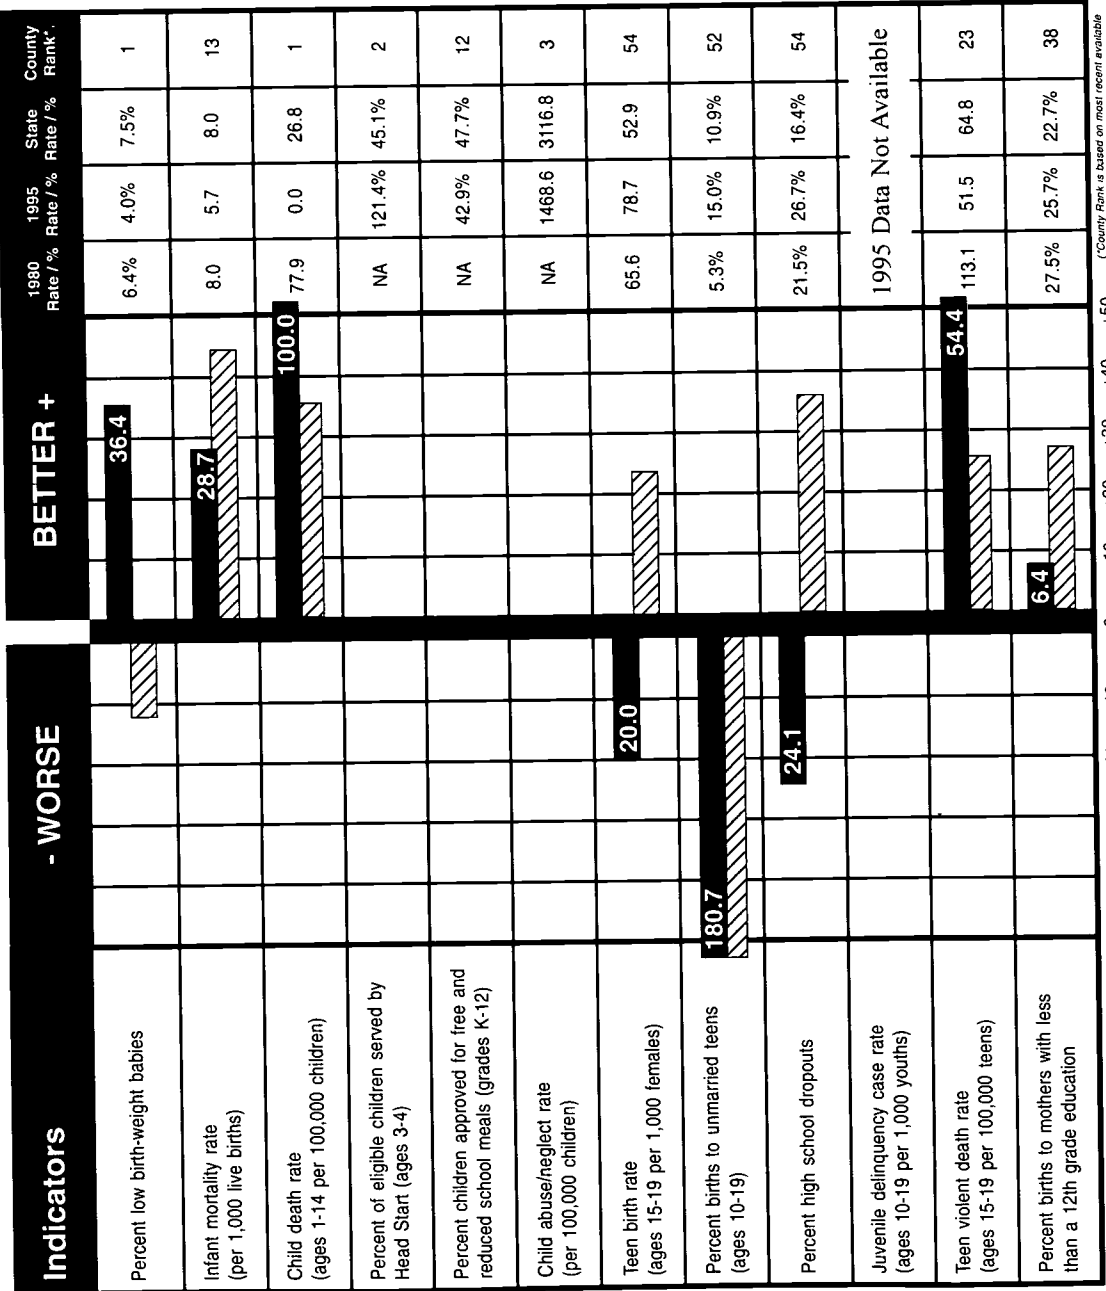 Indicators - WORSE BETTER + 1980 Rate / % 1995 Rate / % State Rate / % County Rank*.
Percent low birth-weight babies 36.4 6.4% 4.0% 7.5% 1
Infant mortality rate
(per 1,000 live births) 28.7 8.0 5.7 8.0 13
Child death rate
(ages 1-14 per 100,000 children) 100.0 77.9 0.0 26.8 1
Percent of eligible children served by
Head Start (ages 3-4) NA 121.4% 45.1% 2
Percent children approved for free and
reduced school meals (grades K-12) NA 42.9% 47.7% 12
Child abuse/neglect rate
(per 100,000 children) NA 1468.6 3116.8 3
Teen birth rate
(ages 15-19 per 1,000 females) 20.0 65.6 78.7 52.9 54
Percent births to unmarried teens
(ages 10-19) 180.7 5.3% 15.0% 10.9% 52
Percent high school dropouts 24.1 21.5% 26.7% 16.4% 54
Juvenile delinquency case rate
(ages 10-19 per 1,000 youths) 1995 Data Not Available
Teen violent death rate
(ages 15-19 per 100,000 teens) 54.4 113.1 51.5 64.8 23
Percent births to mothers with less
than a 12th grade education 6.4 27.5% 25.7% 22.7% 38
(*County Rank is based on most recent available